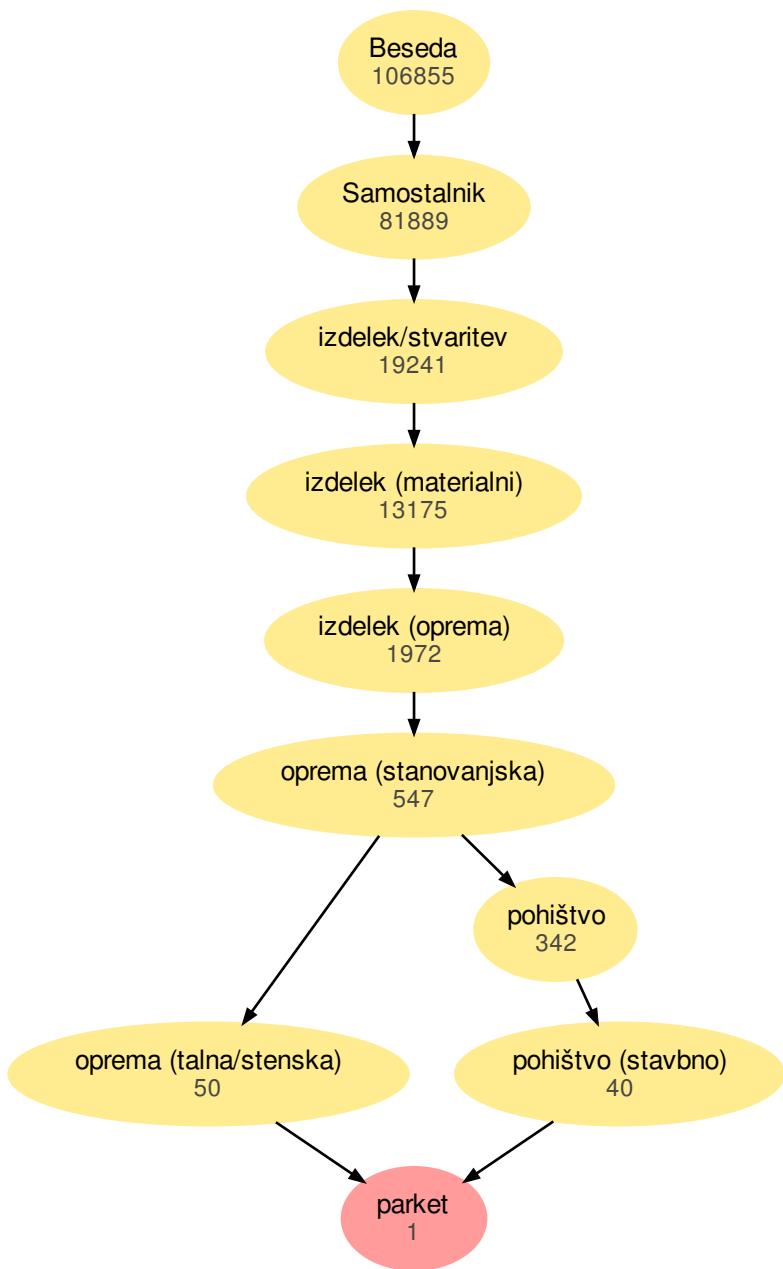 Beseda
106855
Samostalnik
81889
izdelek/stvaritev
19241
izdelek (materialni)
13175
izdelek (oprema)
1972
oprema (stanovanjska)
547
pohištvo
342
oprema (talna/stenska)
50
pohištvo (stavbno)
40
parket
1